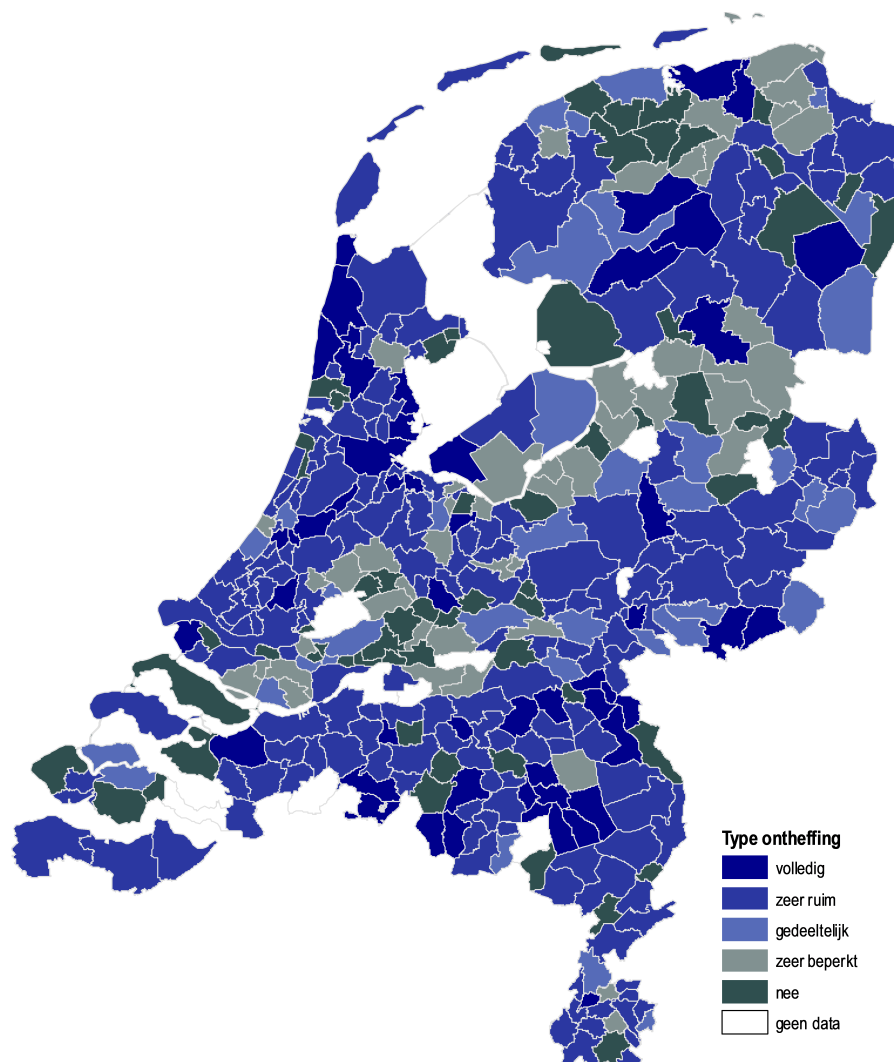 Type ontheffing
volledig
zeer ruim
gedeeltelijk
zeer beperkt
nee
geen data